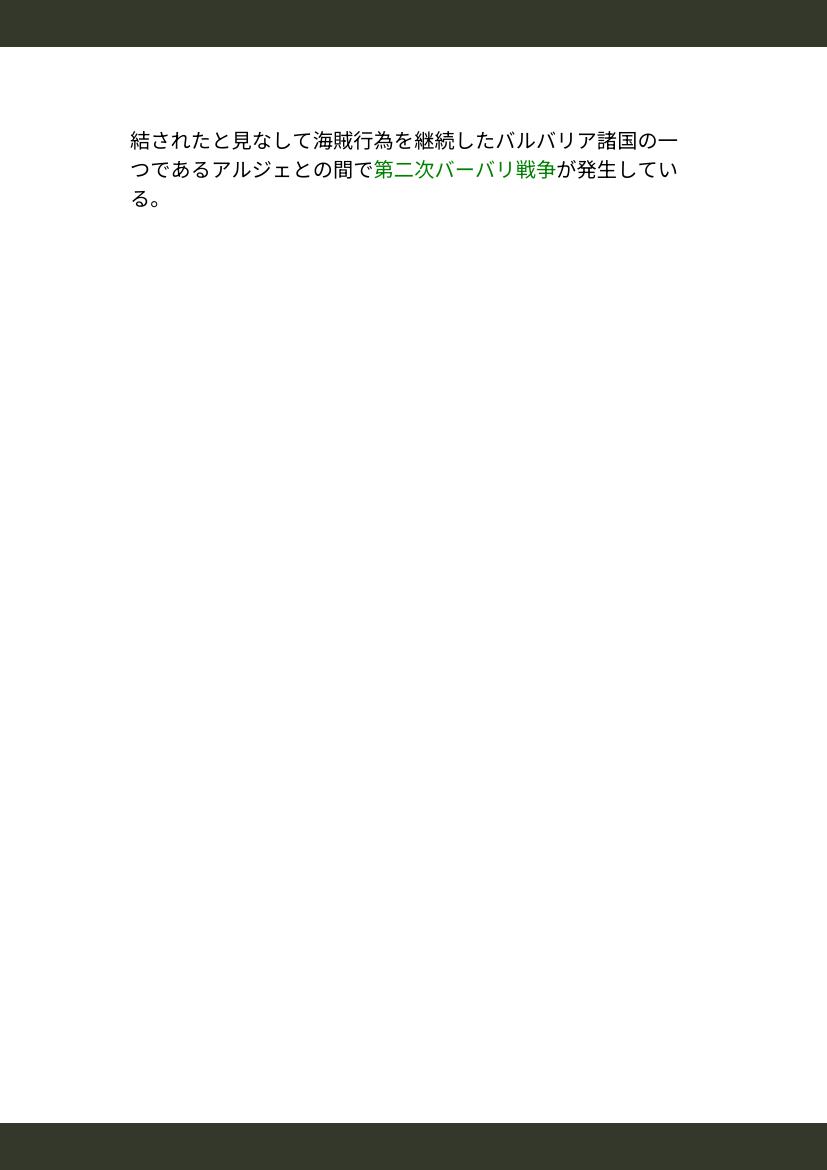 結されたと見なして海賊行為を継続したバルバリア諸国の一
つであるアルジェとの間で第二次バーバリ戦争が発生してい
る。